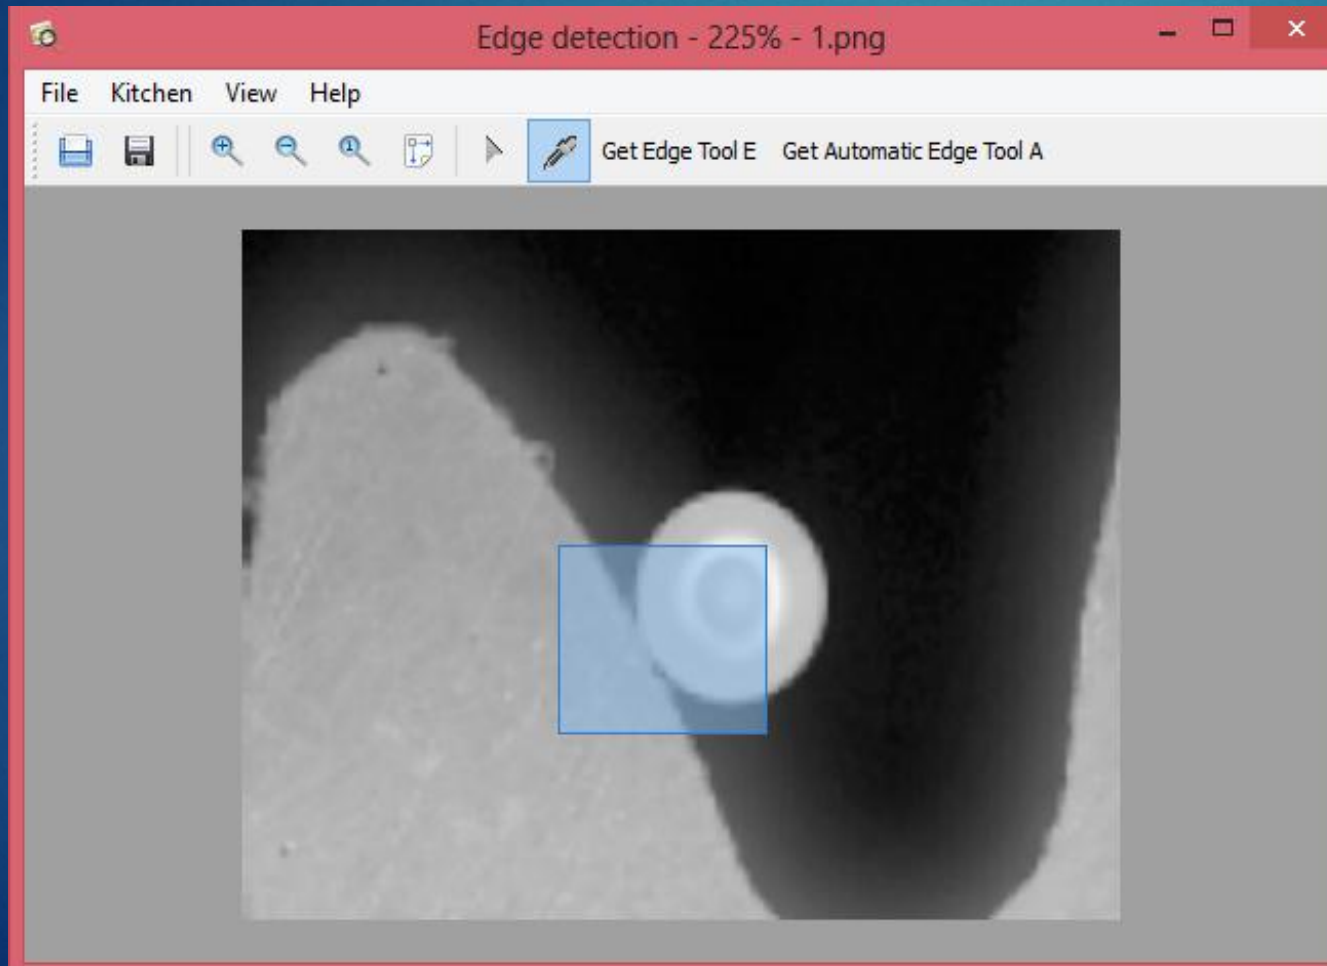 Edge detection - 225% - 1.png
File Kitchen View Help
Get Edge Tool E Get Automatic Edge Tool A